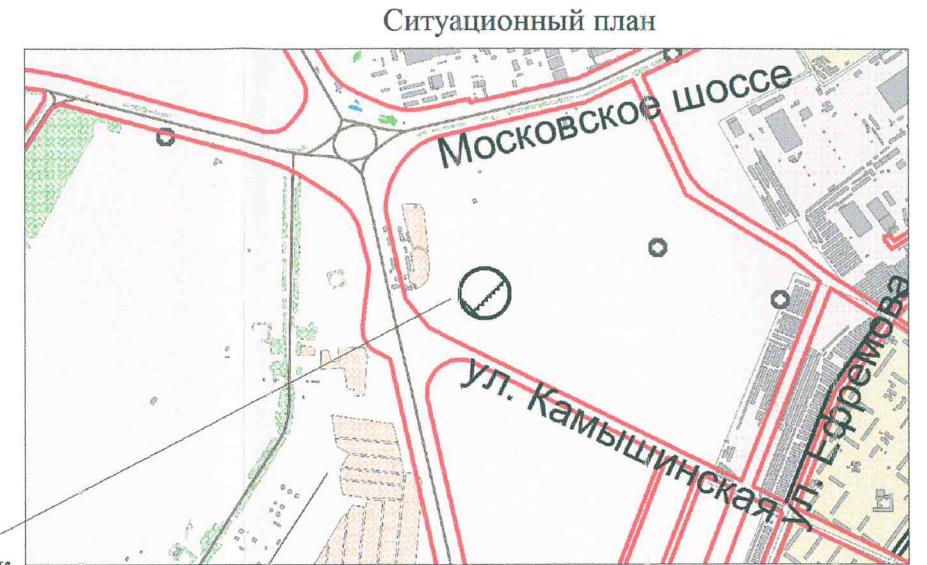 Ситуационный план
Московское шоссе
ул. Камышинская
ул. Ефремова